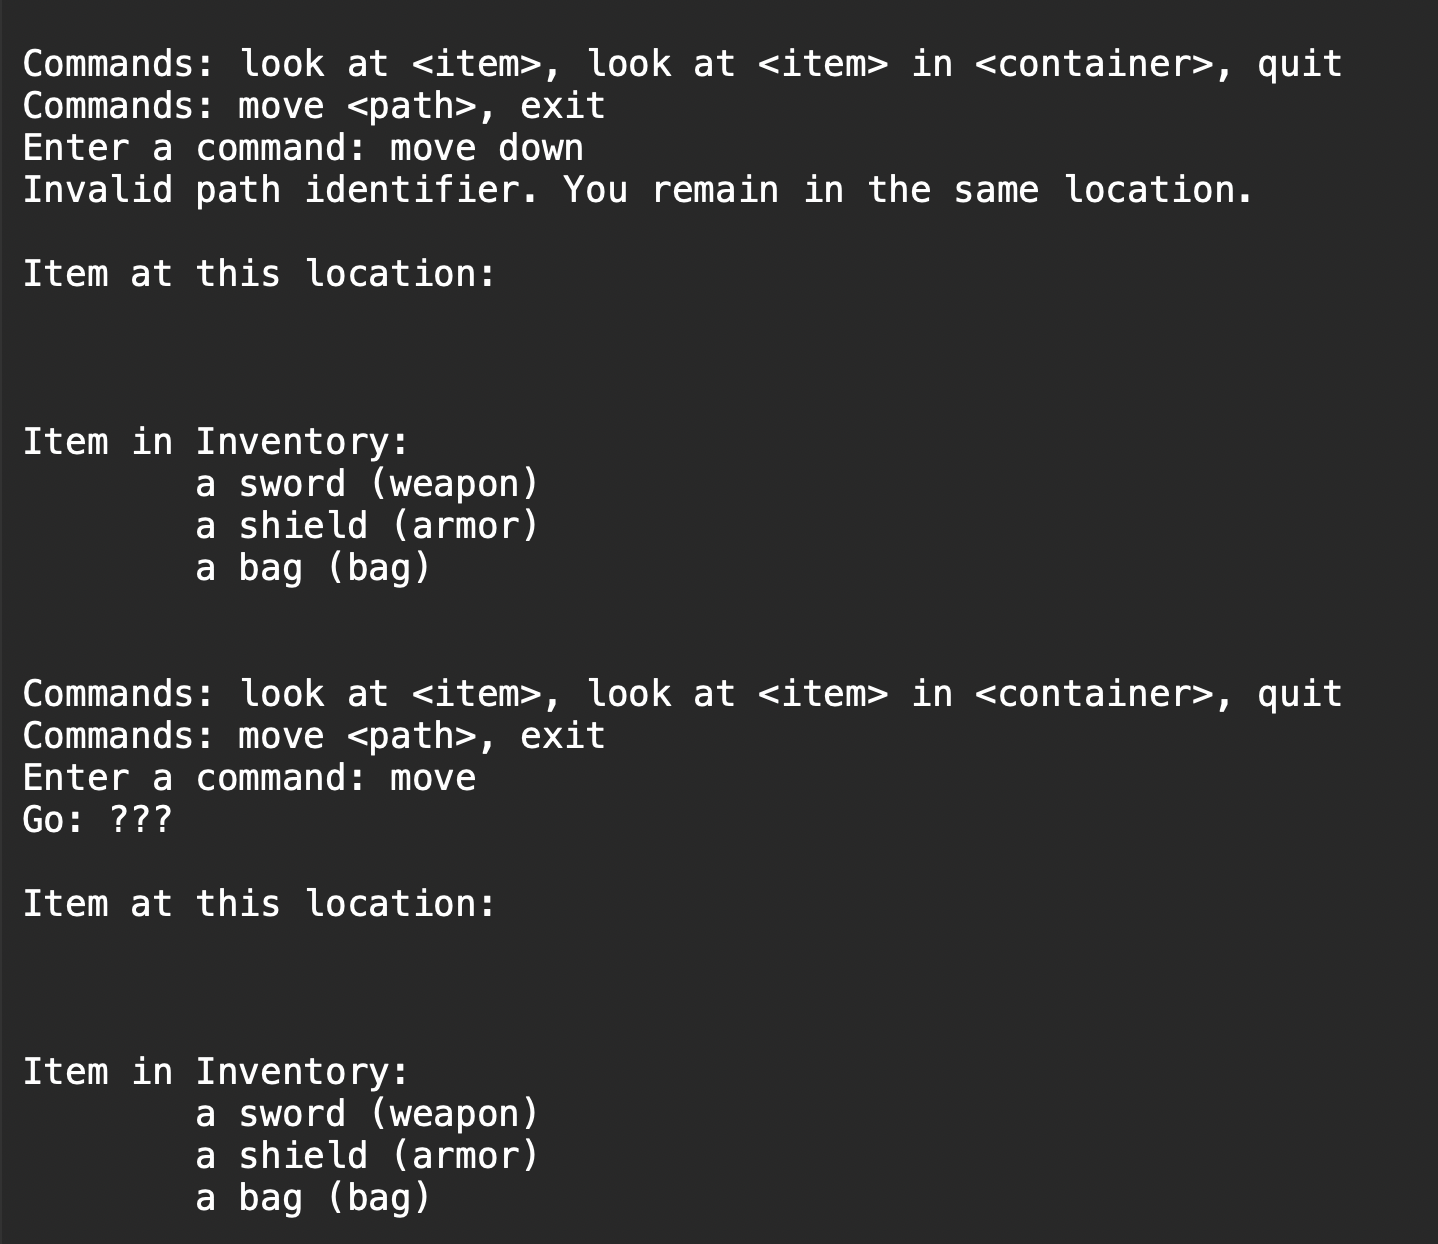 Commands: look at <item>, look at <item> in <container>, quit
Commands: move <path>, exit
Enter a command: move down
Invalid path identifier. You remain in the same location.
Item at this location:
Item in Inventory:
a sword (weapon)
a shield (armor)
a bag (bag)
Commands: look at <item>, look at <item> in <container>, quit
Commands: move <path>, exit
Enter a command: move
Go: ???
Item at this location:
Item in Inventory:
a sword (weapon)
a shield (armor)
a bag (bag)